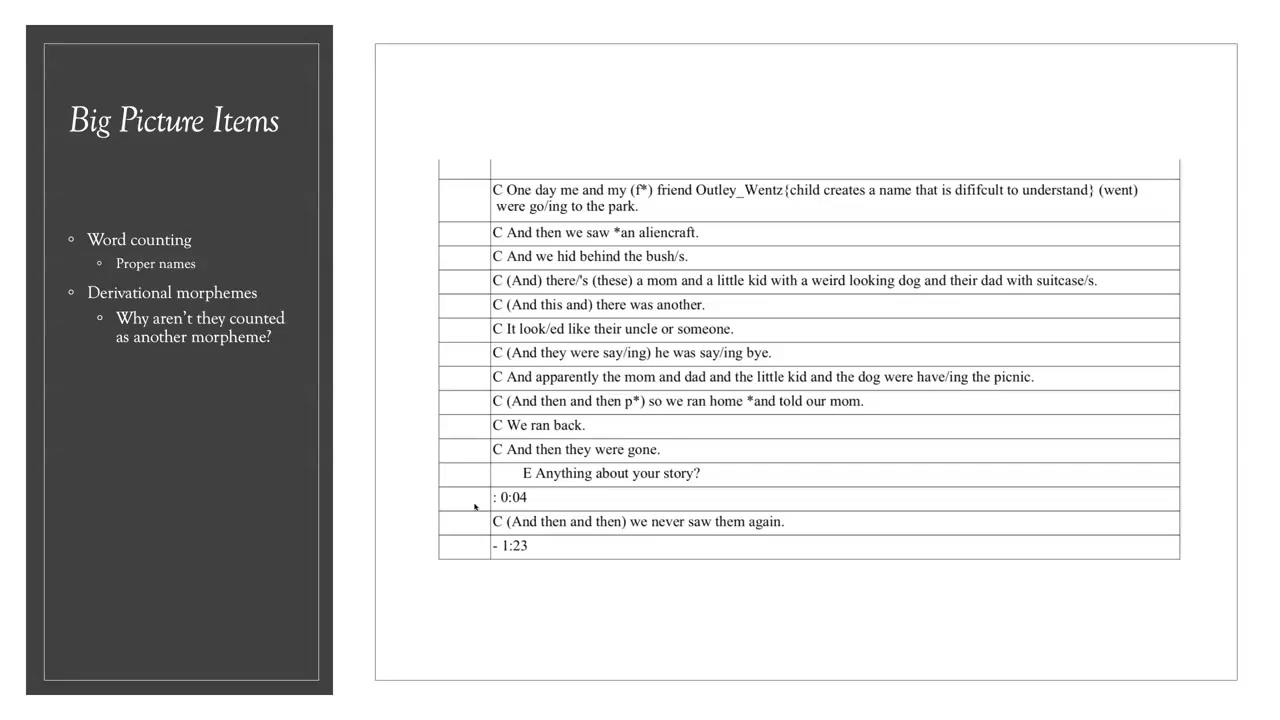 Big Picture Items
Word counting
Proper names
Derivational morphemes
Why aren't they counted
as another morpheme?
C One day me and my (f*) friend Outley_Wentz{child creates a name that is dififcult to understand} (went)
were go/ing to the park.
C And then we saw *an aliencraft.
C And we hid behind the bush/s.
C (And) there/'s (these) a mom and a little kid with a weird looking dog and their dad with suitcase/s.
C (And this and) there was another.
C It look/ed like their uncle or someone.
C (And they were say/ing) he was say/ing bye.
C And apparently the mom and dad and the little kid and the dog were have/ing the picnic.
C (And then and then p*) so we ran home *and told our mom.
C We ran back.
C And then they were gone.
E Anything about your story?
: 0:04
C (And then and then) we never saw them again.
- 1:23